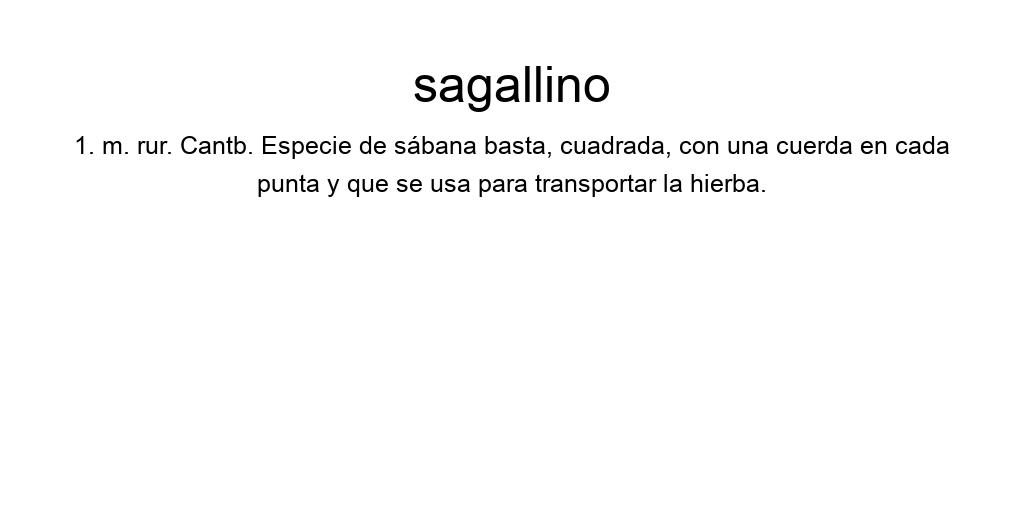 sagallino
1. m. rur. Cantb. Especie de sábana basta, cuadrada, con una cuerda en cada
punta y que se usa para transportar la hierba.